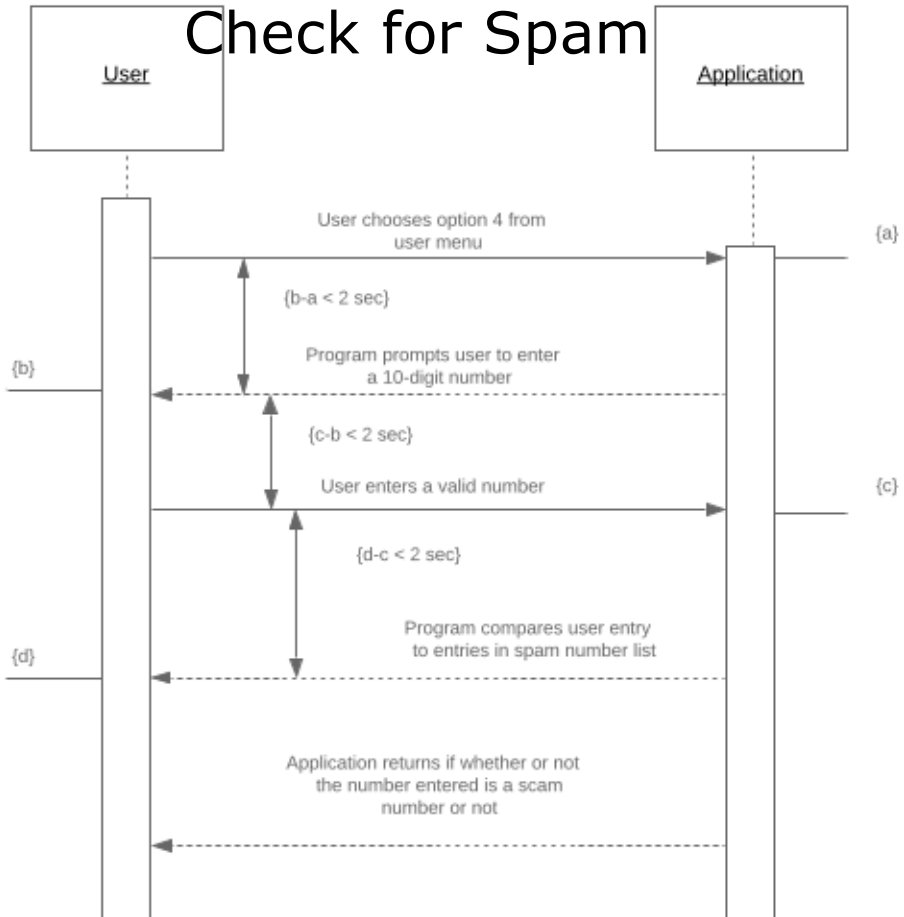 Check for Spam
User
Application
User chooses option 4 from
user menu
{a}
{b-a < 2 sec}
Program prompts user to enter
a 10-digit number
{b}
{c-b < 2 sec}
User enters a valid number
{c}
{d-c < 2 sec}
Program compares user entry
to entries in spam number list
{d}
Application returns if whether or not
the number entered is a scam
number or not